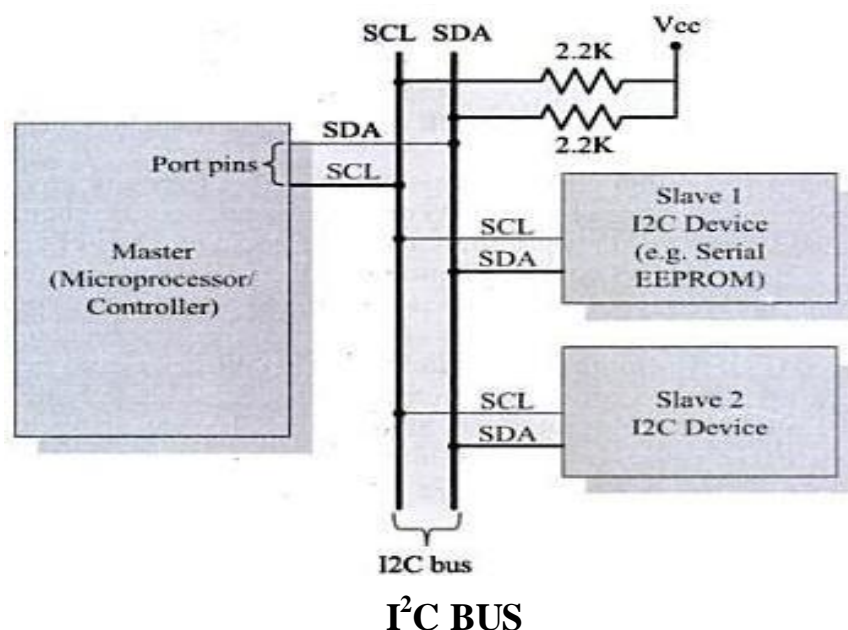 SCL SDA
Vcc
2.2K
2.2K
SDA
Port pins
SCL
Master
(Microprocessor/
Controller)
SCL
SDA
Slave 1
I2C Device
(e.g. Serial
EEPROM)
SCL
SDA
Slave 2
I2C Device
I2C bus
I²C BUS